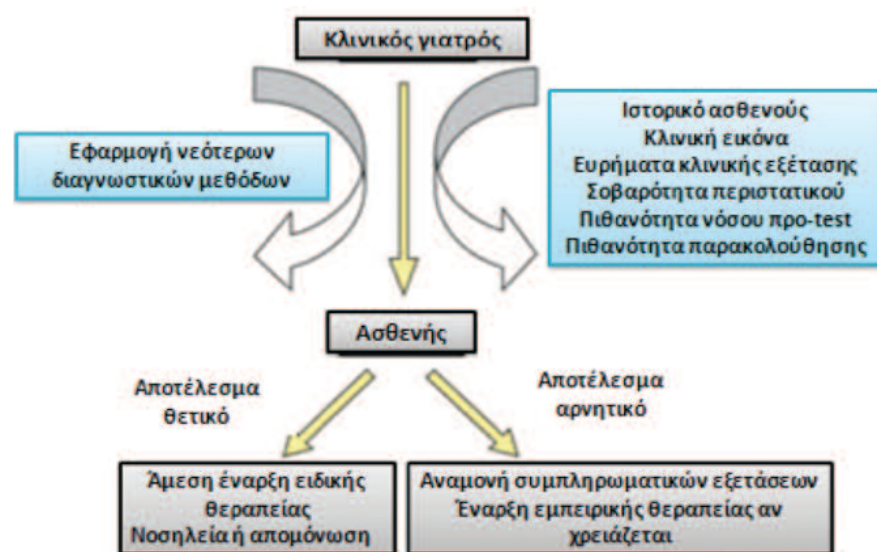 Κλινικός γιατρός
Εφαρμογή νεότερων
διαγνωστικών μεθόδων
Ιστορικό ασθενούς
Κλινική εικόνα
Ευρήματα κλινικής εξέτασης
Σοβαρότητα περιστατικού
Πιθανότητα νόσου προ-test
Πιθανότητα παρακολούθησης
Ασθενής
Αποτέλεσμα
θετικό
Αποτέλεσμα
αρνητικό
Άμεση έναρξη ειδικής
θεραπείας
Νοσηλεία ή απομόνωση
Αναμονή συμπληρωματικών εξετάσεων
Έναρξη εμπειρικής θεραπείας αν
χρειάζεται